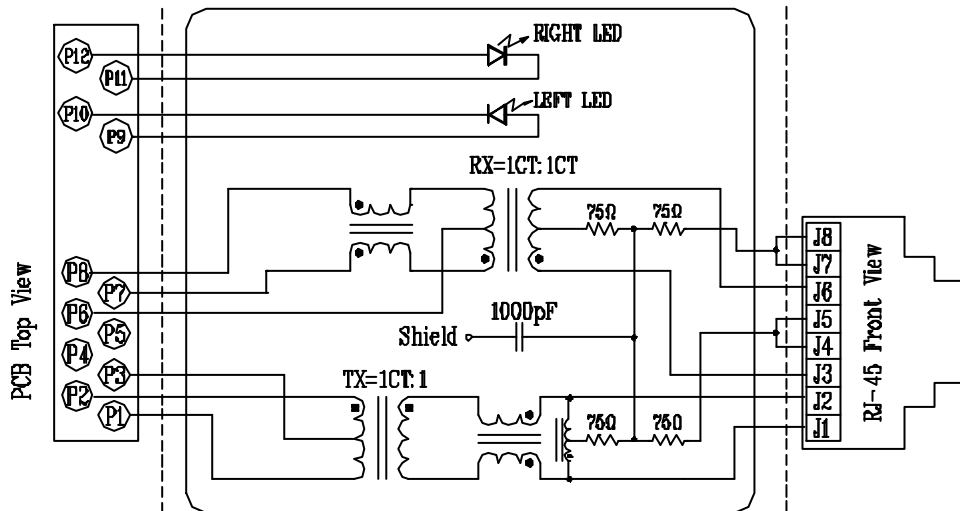 P12
RIGHT LED
P11
P10
LEFT LED
P9
RX=1CT:1CT
75Ω 75Ω
J8
P8
J7
P7
J6
P6
1000pF
J5
P5
Shield
J4
P4
J3
P3
TX=1CT:1
J2
P2
P1
75Ω 75Ω
J1
PCB Top View
RJ-45 Front View